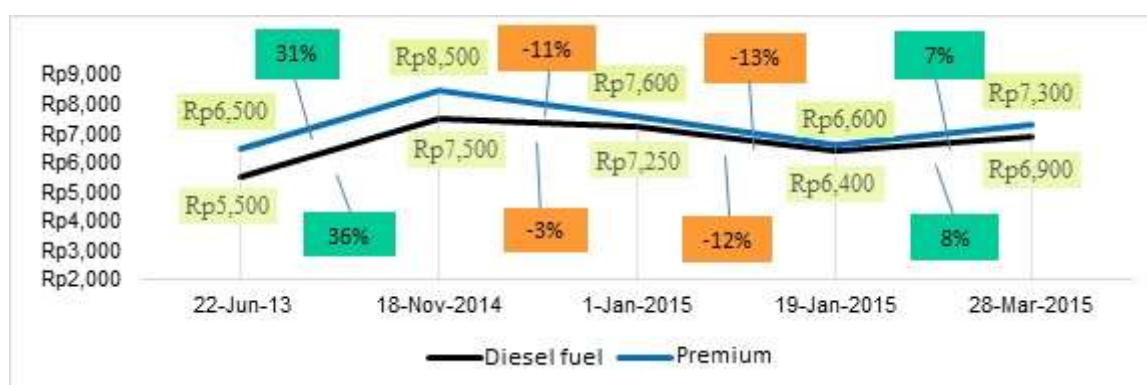 31%
-11%
-13%
7%
Rp9,000
Rp8,000
Rp7,000
Rp6,000
Rp5,000
Rp4,000
Rp3,000
Rp2,000
Rp6,500
Rp8,500
Rp7,600
Rp6,600
Rp7,300
Rp5,500
Rp7,500
Rp7,250
Rp6,400
Rp6,900
36%
-3%
-12%
8%
22-Jun-13
18-Nov-2014
1-Jan-2015
19-Jan-2015
28-Mar-2015
Diesel fuel
Premium